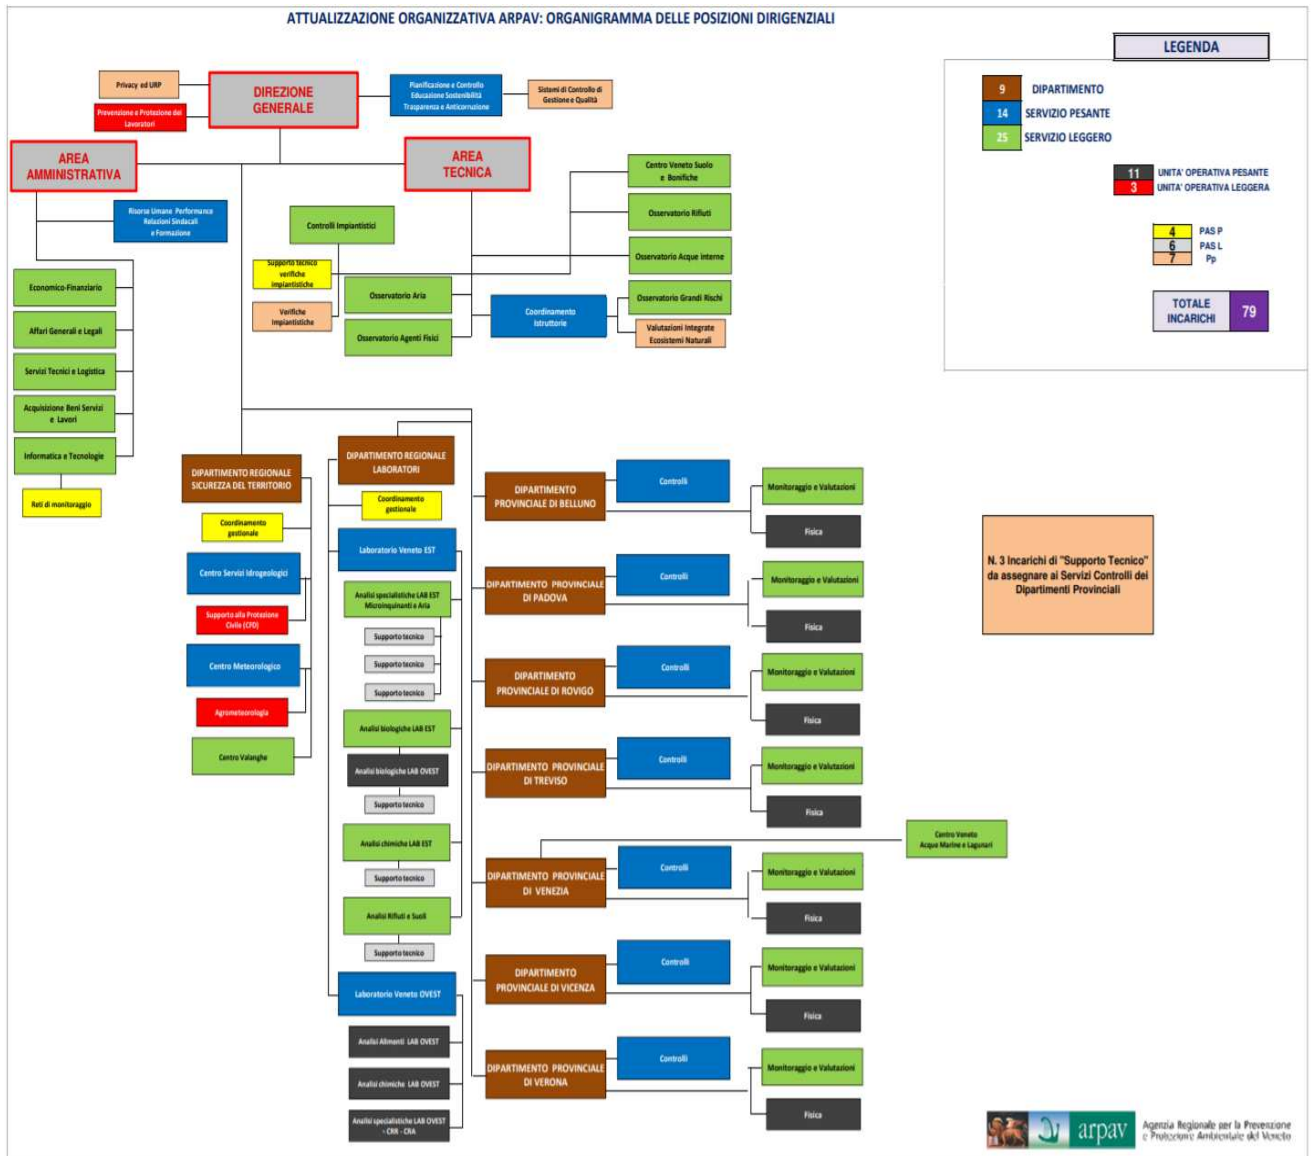 ATTUALIZZAZIONE ORGANIZZATIVA ARPAV: ORGANIGRAMMA DELLE POSIZIONI DIRIGENZIALI
LEGENDA
9 DIPARTIMENTO
14 SERVIZIO PESANTE
25 SERVIZIO LEGGERO
11 UNITA' OPERATIVA PESANTE
3 UNITA' OPERATIVA LEGGERA
4 PAS P
6 PAS L
7 Pp
TOTALE
INCARICHI
79
Privacy ed URP
Prevenzione e Protezione dei
Lavoratori
DIREZIONE
GENERALE
Planificazione e Controllo
Educazione Sostenibilità
Trasparenza e Anticorruzione
Sistemi di Controllo di
Gestione e Qualità
AREA
AMMINISTRATIVA
AREA
TECNICA
Risorse Umane Performance
Relazioni Sindacali
e Formazione
Economico-Finanziario
Affari Generali e Legali
Servizi Tecnici e Logistica
Acquisizione Beni Servizi
e Lavori
Informatica e Tecnologie
Reti di monitoraggio
Controlli Impiantistici
Supporto tecnico
verifiche
impiantistiche
Verifiche
Impiantistiche
Osservatorio Aria
Osservatorio Agenti Fisici
Coordinamento
Istruttorie
Centro Veneto Suolo
e Bonifiche
Osservatorio Rifiuti
Osservatorio Acque interne
Osservatorio Grandi Rischi
Valutazioni Integrate
Ecosistemi Naturali
DIPARTIMENTO REGIONALE
SICUREZZA DEL TERRITORIO
Coordinamento
gestionale
Centro Servizi Idrogeologici
Supporto alla Protezione
Civile (CFD)
Centro Meteorologico
Agrometeorologia
Centro Valanghe
DIPARTIMENTO REGIONALE
LABORATORI
Coordinamento
gestionale
Laboratorio Veneto EST
Analisi specialistiche LAB EST
Microinquinanti e Aria
Supporto tecnico
Supporto tecnico
Supporto tecnico
Analisi biologiche LAB EST
Analisi biologiche LAB OVEST
Supporto tecnico
Analisi chimiche LAB EST
Supporto tecnico
Analisi Rifiuti e Suoli
Supporto tecnico
Laboratorio Veneto OVEST
Analisi Alimenti LAB OVEST
Analisi chimiche LAB OVEST
Analisi specialistiche LAB OVEST
- CRR - CRA
DIPARTIMENTO
PROVINCIALE DI BELLUNO
Controlli
Monitoraggio e Valutazioni
Fisica
DIPARTIMENTO PROVINCIALE
DI PADOVA
Controlli
Monitoraggio e Valutazioni
Fisica
DIPARTIMENTO
PROVINCIALE DI ROVIGO
Controlli
Monitoraggio e Valutazioni
Fisica
DIPARTIMENTO PROVINCIALE
DI TREVISO
Controlli
Monitoraggio e Valutazioni
Fisica
DIPARTIMENTO PROVINCIALE
DI VENEZIA
Controlli
Monitoraggio e Valutazioni
Fisica
Centro Veneto
Acque Marine e Lagunari
DIPARTIMENTO
PROVINCIALE DI VICENZA
Controlli
Monitoraggio e Valutazioni
Fisica
DIPARTIMENTO PROVINCIALE
DI VERONA
Controlli
Monitoraggio e Valutazioni
Fisica
N. 3 Incarichi di "Supporto Tecnico"
da assegnare ai Servizi Controlli dei
Dipartimenti Provinciali
arpav
Agenzia Regionale per la Prevenzione
e Protezione Ambientale del Veneto